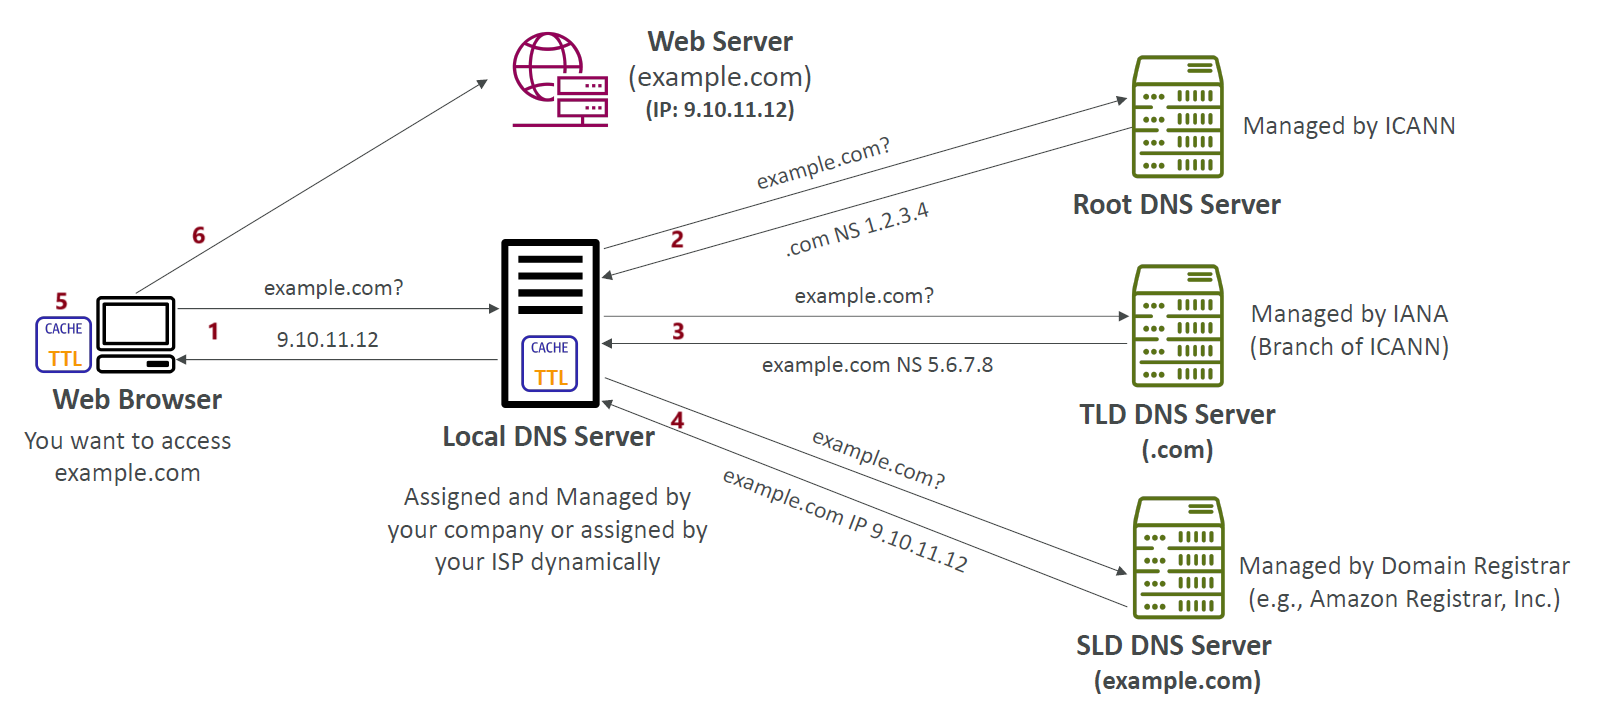 Web Server
(example.com)
(IP: 9.10.11.12)
Managed by ICANN
example.com?
Root DNS Server
.com NS 1.2.3.4
2
6
example.com?
1
9.10.11.12
5
CACHE
TTL
Web Browser
You want to access
example.com
CACHE
TTL
Local DNS Server
Assigned and Managed by
your company or assigned by
your ISP dynamically
example.com?
3
example.com NS 5.6.7.8
Managed by IANA
(Branch of ICANN)
TLD DNS Server
(.com)
4
example.com?
example.com IP 9.10.11.12
Managed by Domain Registrar
(e.g., Amazon Registrar, Inc.)
SLD DNS Server
(example.com)